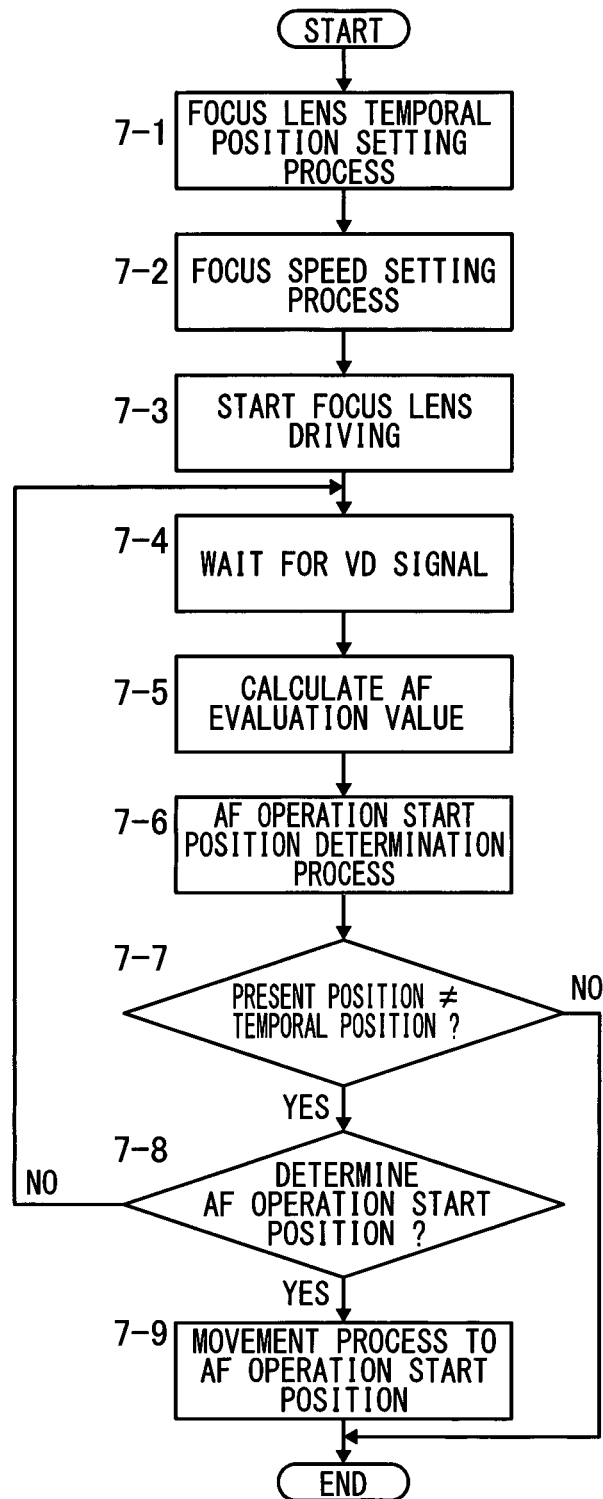 START
7-1
FOCUS LENS TEMPORAL
POSITION SETTING
PROCESS
7-2
FOCUS SPEED SETTING
PROCESS
7-3
START FOCUS LENS
DRIVING
7-4
WAIT FOR VD SIGNAL
7-5
CALCULATE AF
EVALUATION VALUE
7-6
AF OPERATION START
POSITION DETERMINATION
PROCESS
7-7
PRESENT POSITION ≠
TEMPORAL POSITION ?
NO
YES
7-8
DETERMINE
AF OPERATION START
POSITION ?
NO
YES
7-9
MOVEMENT PROCESS TO
AF OPERATION START
POSITION
END